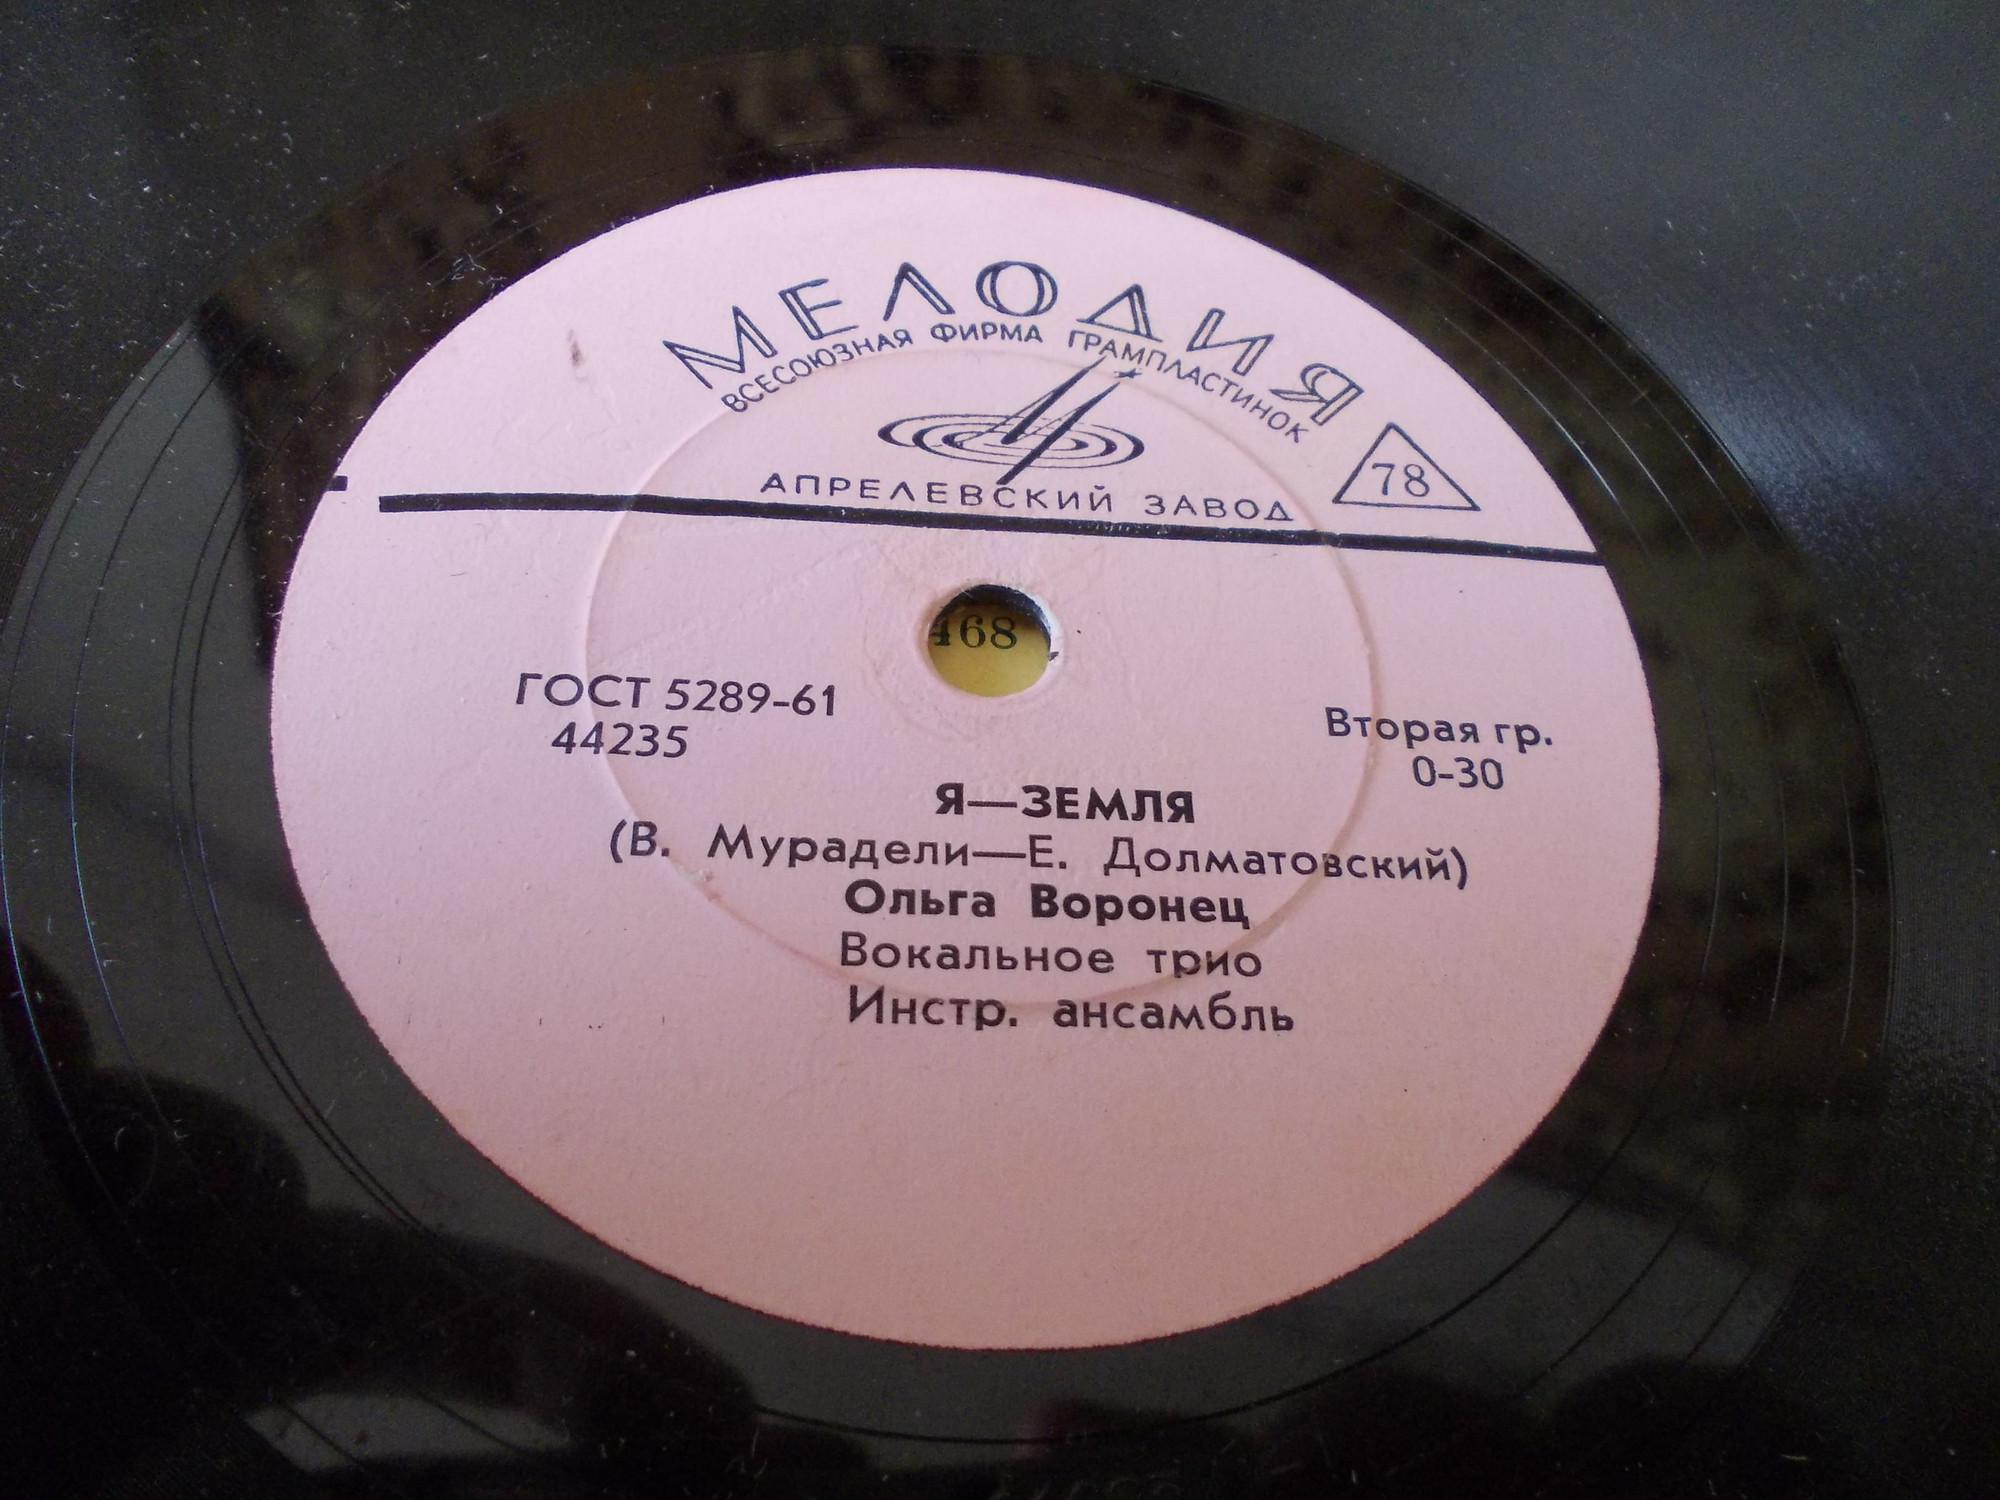 МЕЛОДИЯ
ВСЕСОЮЗНАЯ ФИРМА ГРАМПЛАСТИНОК
АПРЕЛЕВСКИЙ ЗАВОД
78
468
ГОСТ 5289-61
44235
Вторая гр.
0-30
Я—ЗЕМЛЯ
(В. Мурадели—Е. Долматовский)
Ольга Воронец
Вокальное трио
Инстр. ансамбль